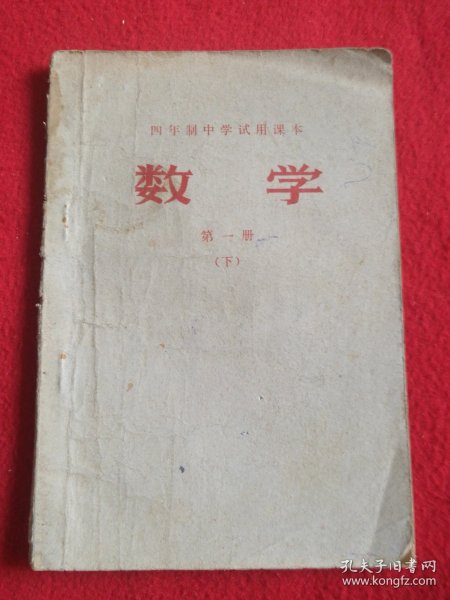 四年制中学试用课本
数学
第一册
（下）
孔夫子旧书网
www.kongfz.com